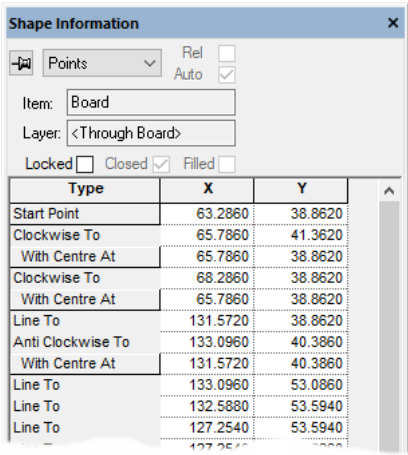 Shape Information
Points
Rel
Auto
Item: Board
Layer: <Through Board>
Locked Closed Filled
Type X Y
Start Point 63.2860 38.8620
Clockwise To 65.7860 41.3620
With Centre At 65.7860 38.8620
Clockwise To 68.2860 38.8620
With Centre At 65.7860 38.8620
Line To 131.5720 38.8620
Anti Clockwise To 133.0960 40.3860
With Centre At 131.5720 40.3860
Line To 133.0960 53.0860
Line To 132.5880 53.5940
Line To 127.2540 53.5940